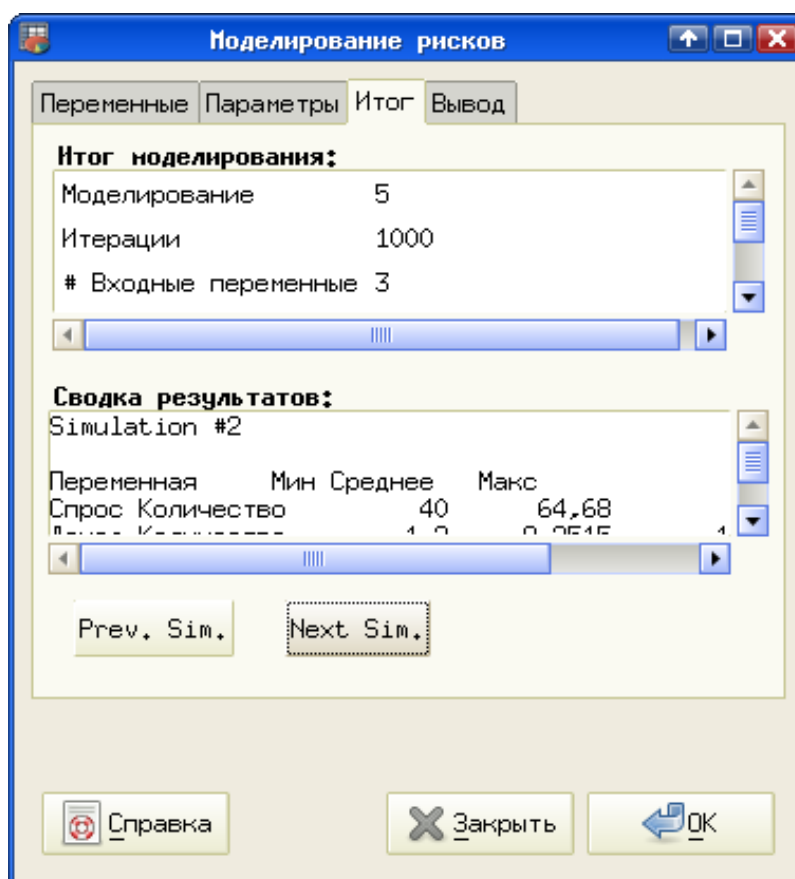 Моделирование рисков
Переменные Параметры Итог Вывод
Итог моделирования:
Моделирование 5
Итерации 1000
# Входные переменные 3
Сводка результатов:
Simulation #2
Переменная Мин Среднее Макс
Спрос Количество 40 64,68
Prev. Sim. Next Sim.
Справка Закрыть OK